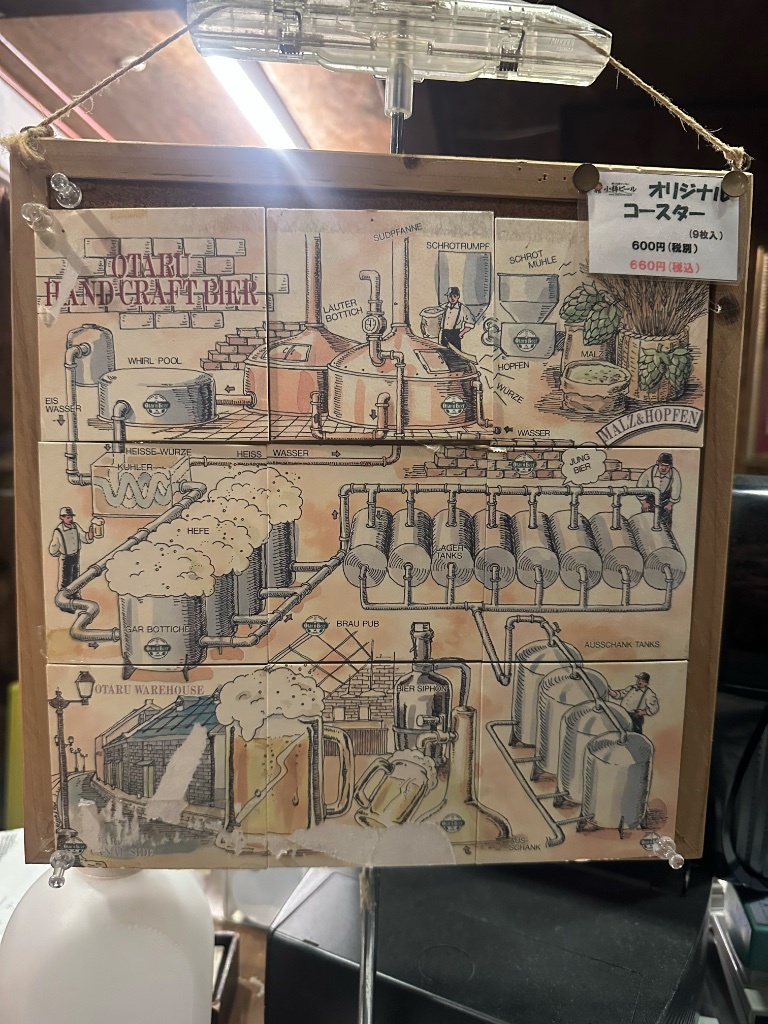 小樽ビール オリジナル
コースター
(9枚入)
600円(税別)
660円(税込)
OTARU
HAND CRAFT BIER
SUDPFANNE
SCHROTRUMPF
SCHROT
MÜHLE
LAUTER
BOTTICH
WHIRL POOL
HOPFEN
MALZ
WÜRZE
EIS
WASSER
MALZ&HOPFEN
WASSER
HEISSE-WÜRZE
HEISS WASSER
KÜHLER
JUNG
BIER
HEFE
LAGER
TANKS
GÄR BOTTICHE
BRAU PUB
AUSSCHANK TANKS
OTARU WAREHOUSE
BIER SIPHON
CANAL SIDE
AUS-
SCHANK